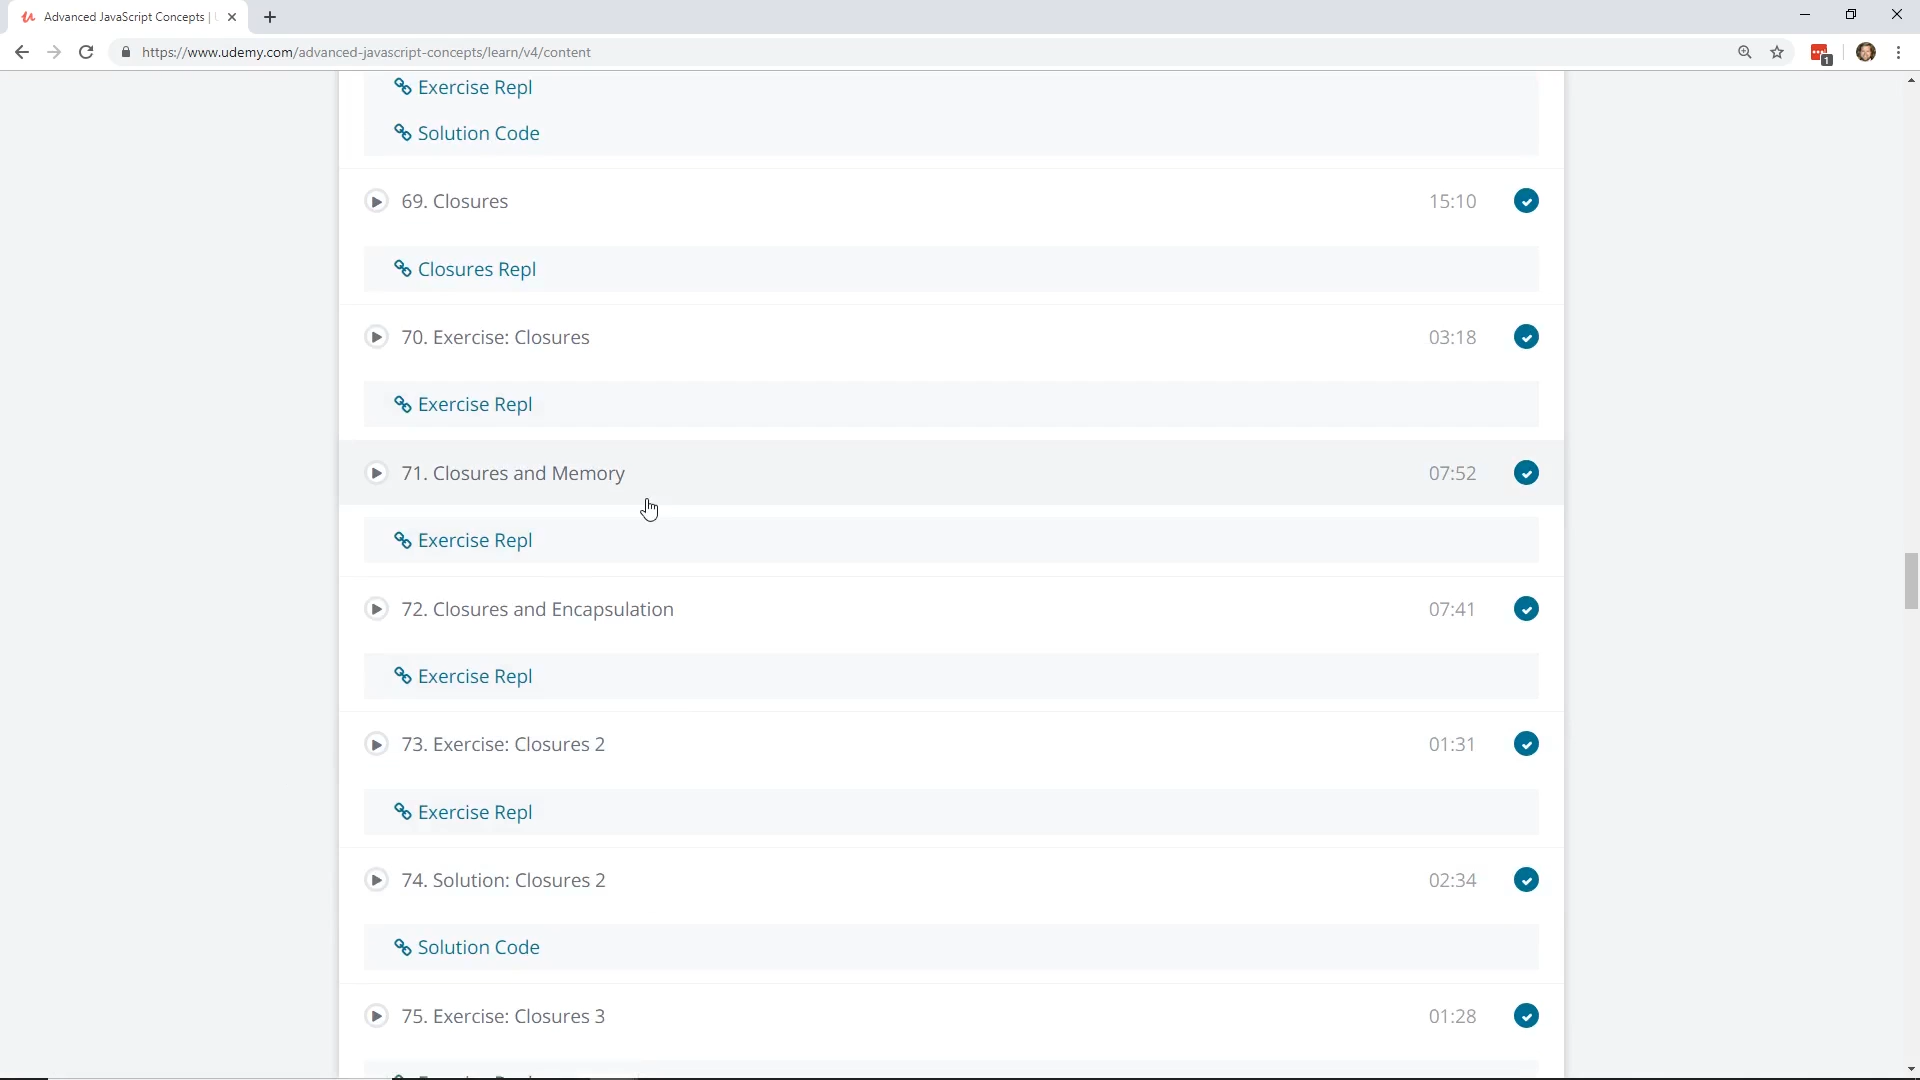 Advanced JavaScript Concepts |
https://www.udemy.com/advanced-javascript-concepts/learn/v4/content
1
Exercise Repl
Solution Code
69. Closures 15:10
Closures Repl
70. Exercise: Closures 03:18
Exercise Repl
71. Closures and Memory 07:52
Exercise Repl
72. Closures and Encapsulation 07:41
Exercise Repl
73. Exercise: Closures 2 01:31
Exercise Repl
74. Solution: Closures 2 02:34
Solution Code
75. Exercise: Closures 3 01:28